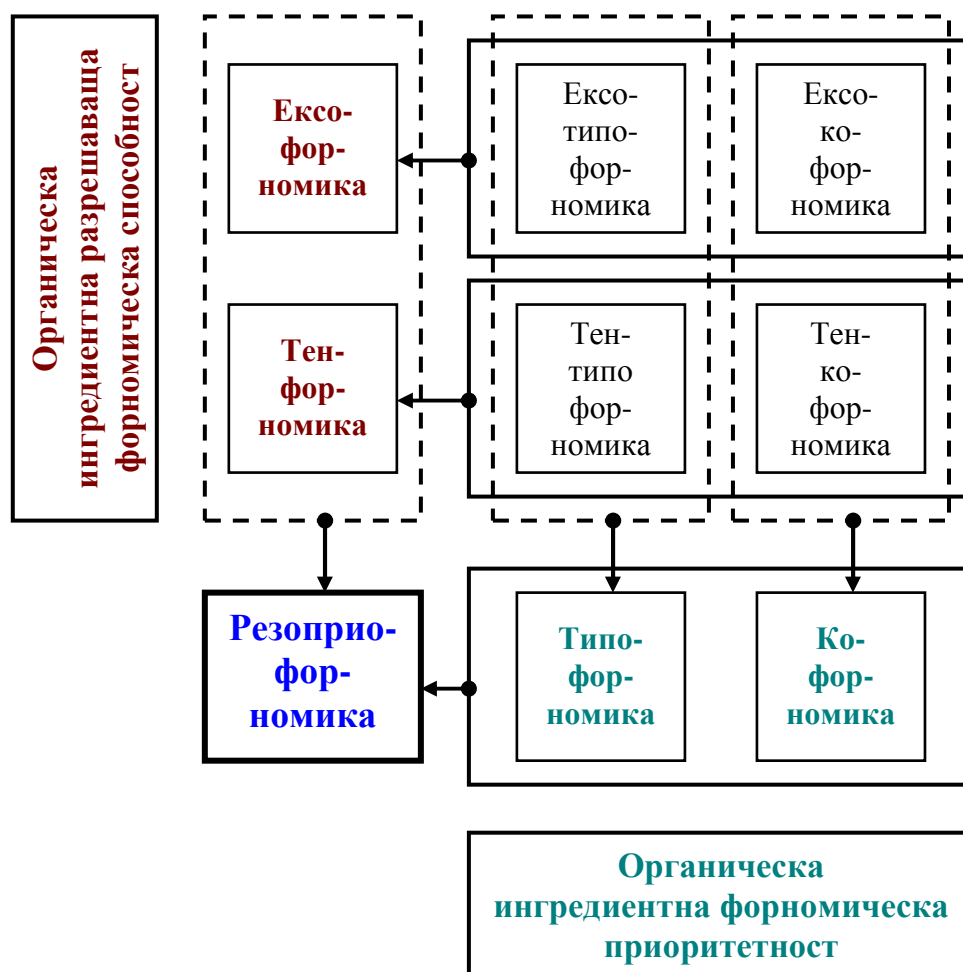 Органическа
ингредиентна разрешаваща
форномическа способност
Ексо-
фор-
номика
Ексо-
типо-
фор-
номика
Ексо-
ко-
фор-
номика
Тен-
фор-
номика
Тен-
типо
фор-
номика
Тен-
ко-
фор-
номика
Резоприо-
фор-
номика
Типо-
фор-
номика
Ко-
фор-
номика
Органическа
ингредиентна форномическа
приоритетност